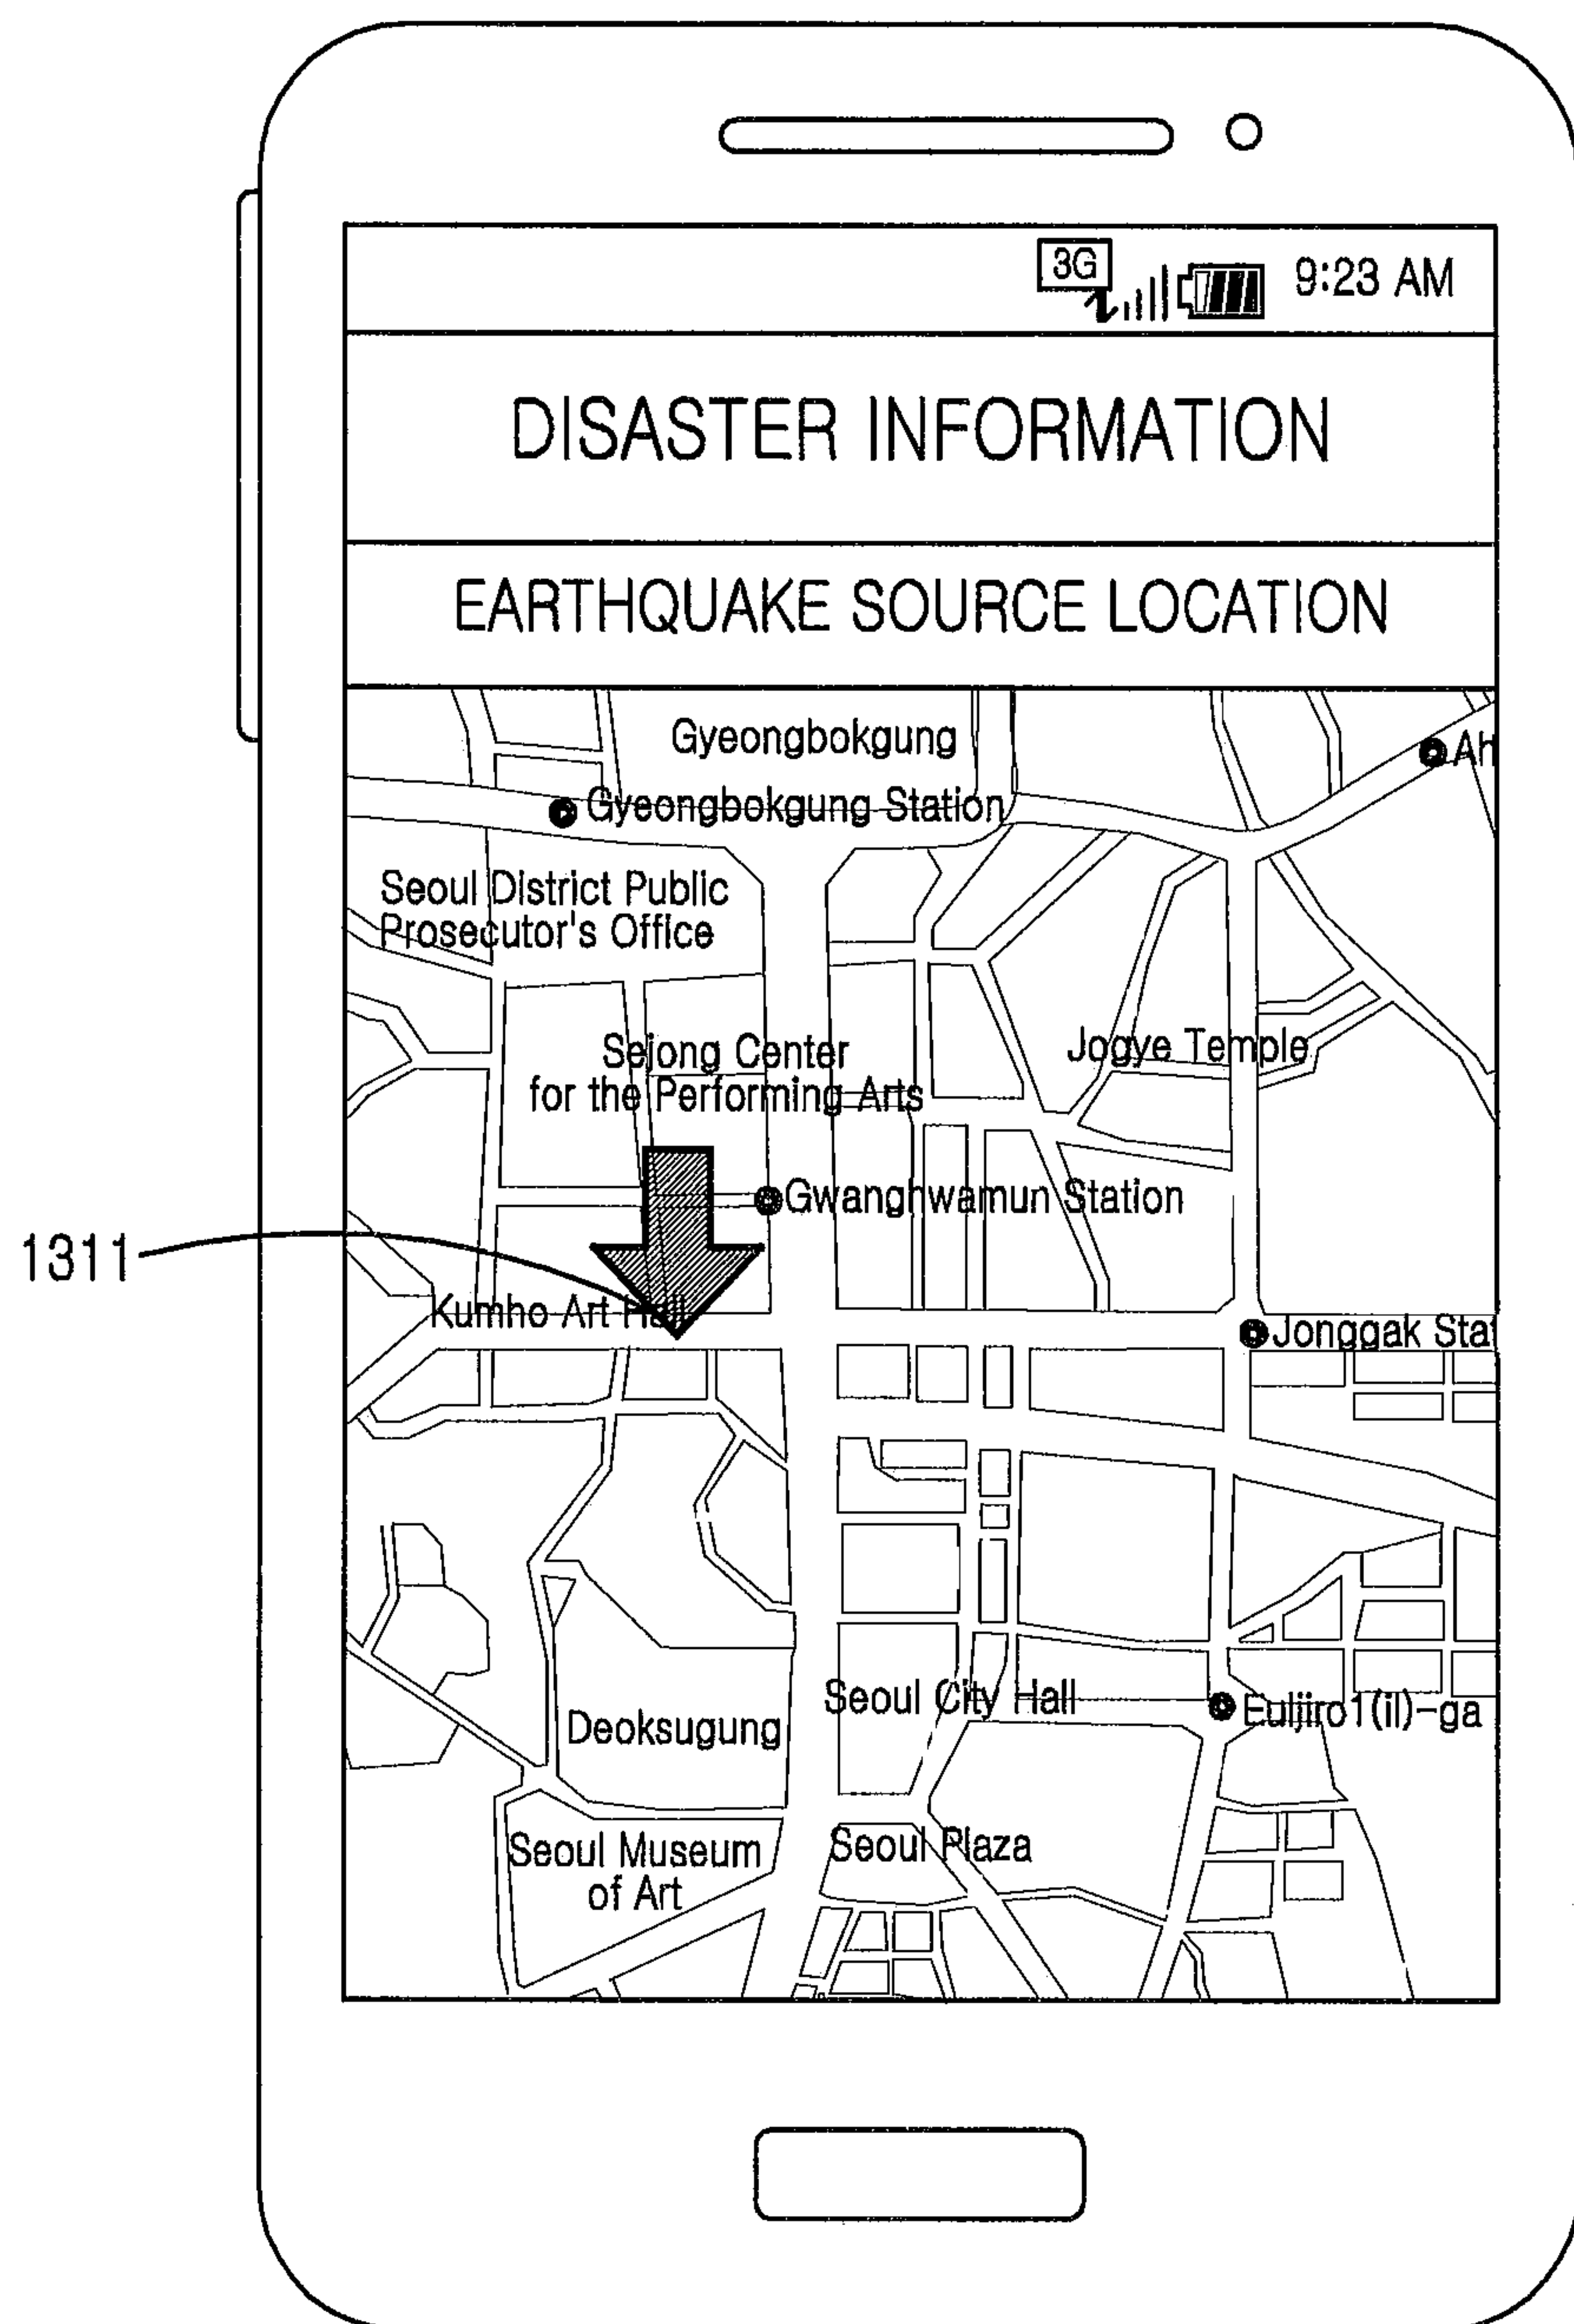 3G
9:23 AM
DISASTER INFORMATION
EARTHQUAKE SOURCE LOCATION
Gyeongbokgung
Ah
Gyeongbokgung Station
Seoul District Public
Prosecutor's Office
Sejong Center
for the Performing Arts
Jogye Temple
Gwanghwamun Station
1311
Kumho Art Hall
Jonggak Stat
Seoul City Hall
Euljiro1(il)-ga
Deoksugung
Seoul Museum
of Art
Seoul Plaza